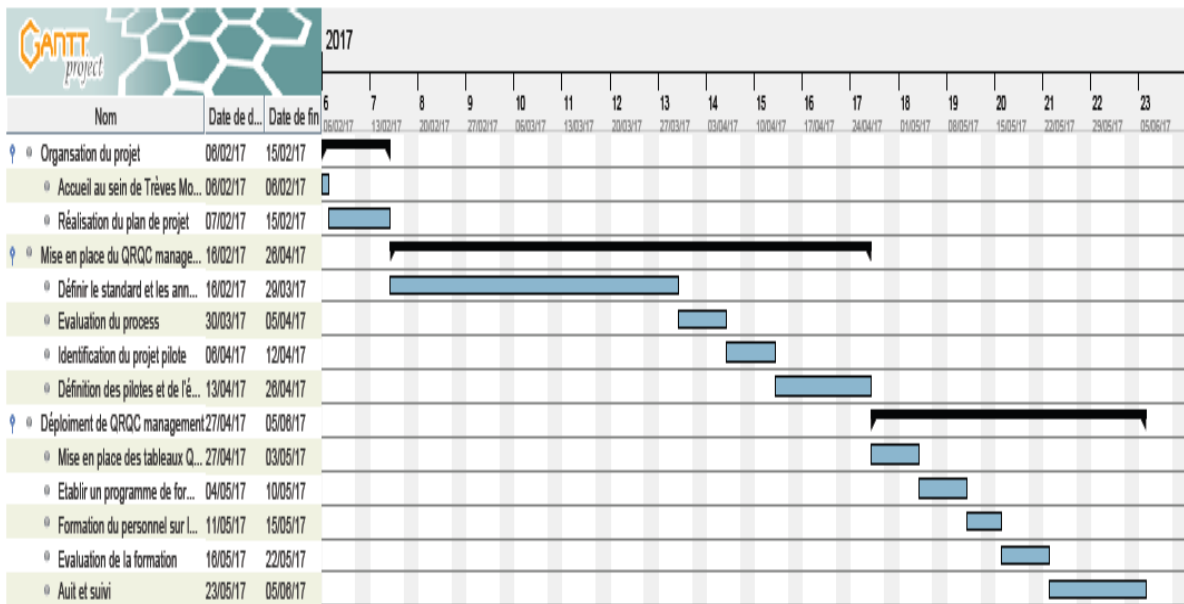 GANTT
project
2017
Nom Date de d... Date de fin
6 7 8 9 10 11 12 13 14 15 16 17 18 19 20 21 22 23
06/02/17 13/02/17 20/02/17 27/02/17 06/03/17 13/03/17 20/03/17 27/03/17 03/04/17 10/04/17 17/04/17 24/04/17 01/05/17 08/05/17 15/05/17 22/05/17 29/05/17 05/06/17
Organsation du projet 06/02/17 15/02/17
Accueil au sein de Trèves Mo... 06/02/17 06/02/17
Réalisation du plan de projet 07/02/17 15/02/17
Mise en place du QRQC manage... 16/02/17 26/04/17
Définir le standard et les ann... 16/02/17 29/03/17
Evaluation du process 30/03/17 05/04/17
Identification du projet pilote 06/04/17 12/04/17
Définition des pilotes et de l'é... 13/04/17 26/04/17
Déploiment de QRQC management 27/04/17 05/06/17
Mise en place des tableaux Q... 27/04/17 03/05/17
Etablir un programme de for... 04/05/17 10/05/17
Formation du personnel sur l... 11/05/17 15/05/17
Evaluation de la formation 16/05/17 22/05/17
Auit et suivi 23/05/17 05/06/17